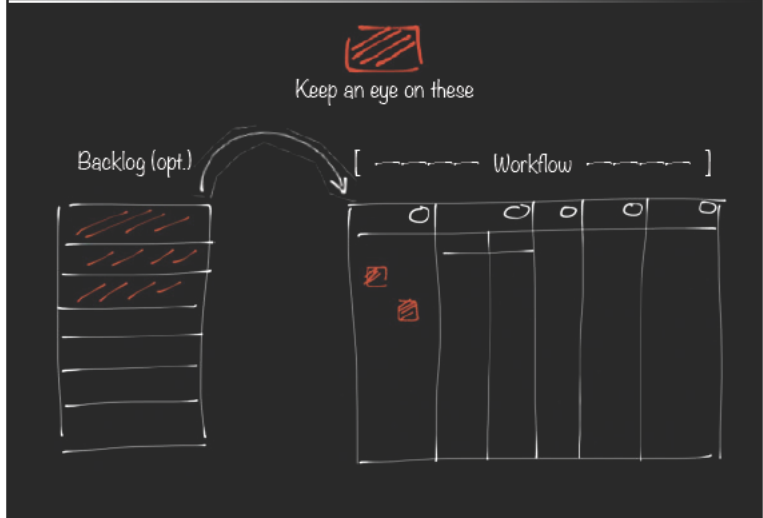 Keep an eye on these
Backlog (opt.)
[ ---- Workflow ---- ]